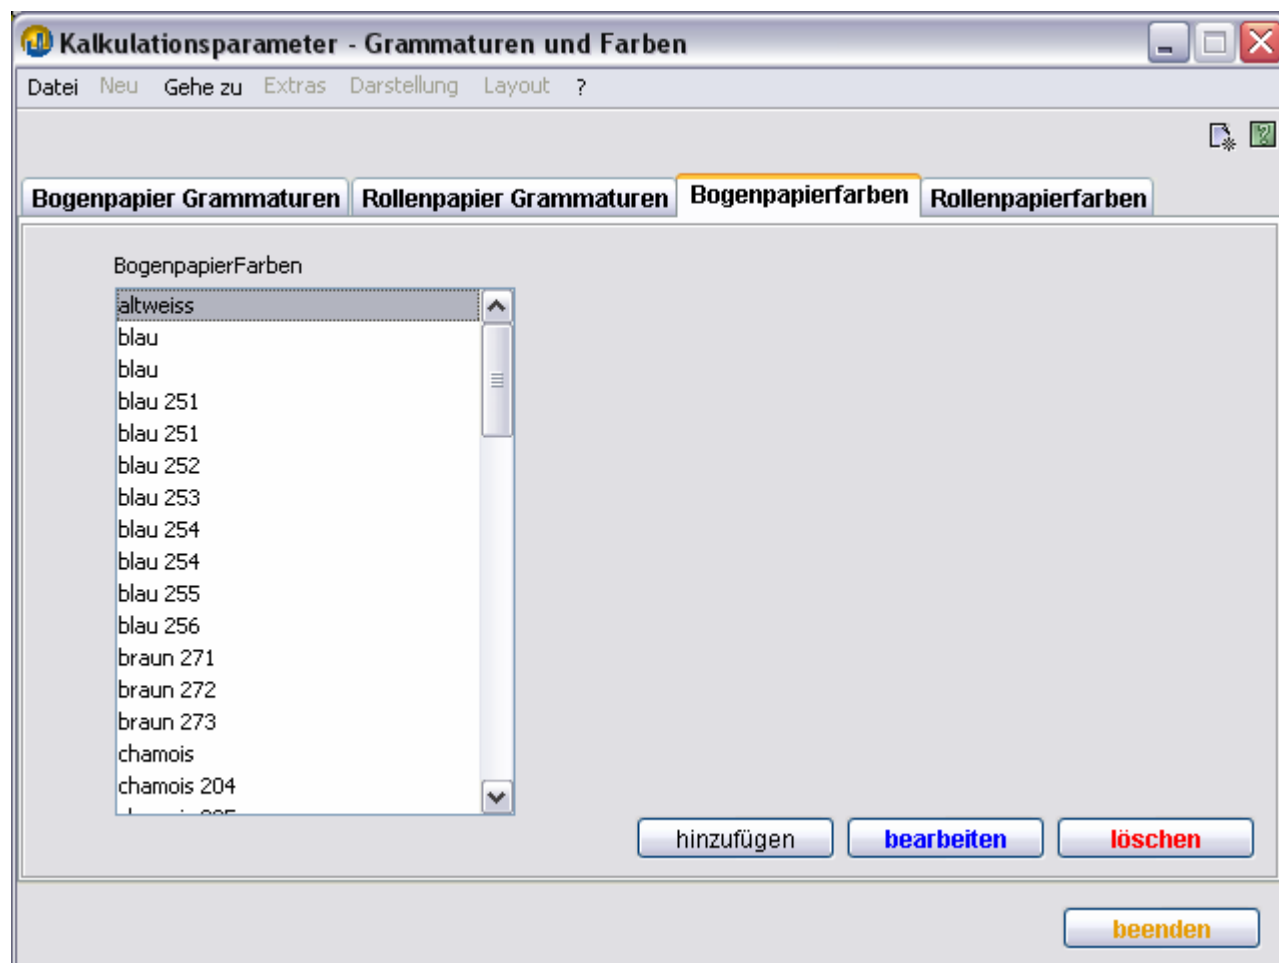 Kalkulationsparameter - Grammaturen und Farben
Datei Neu Gehe zu Extras Darstellung Layout ?
Bogenpapier Grammaturen Rollenpapier Grammaturen Bogenpapierfarben Rollenpapierfarben
BogenpapierFarben
altweiss
blau
blau
blau 251
blau 251
blau 252
blau 253
blau 254
blau 254
blau 255
blau 256
braun 271
braun 272
braun 273
chamois
chamois 204
hinzufügen bearbeiten löschen
beenden